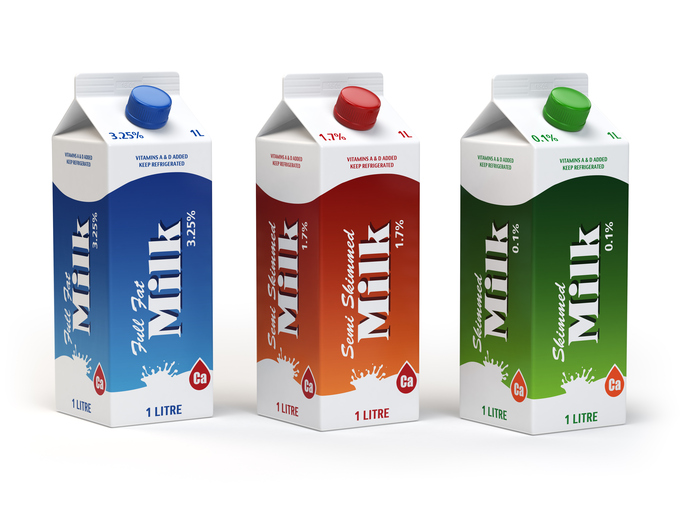 3.25% 1L
VITAMINS A & D ADDED
KEEP REFRIGERATED
Full Fat
Milk
3.25%
Ca
1 LITRE
VITAMINS A & D ADDED
KEEP REFRIGERATED
Full Fat
Milk
3.25%
Ca
1 LITRE
1.7% 1L
VITAMINS A & D ADDED
KEEP REFRIGERATED
Semi Skimmed
Milk
1.7%
1 LITRE
VITAMINS A & D ADDED
KEEP REFRIGERATED
Semi Skimmed
Milk
1.7%
Ca
1 LITRE
0.1% 1L
VITAMINS A & D ADDED
KEEP REFRIGERATED
Skimmed
Milk
0.1%
Ca
1 LITRE
VITAMINS A & D ADDED
KEEP REFRIGERATED
Skimmed
Milk
0.1%
Ca
1 LITRE